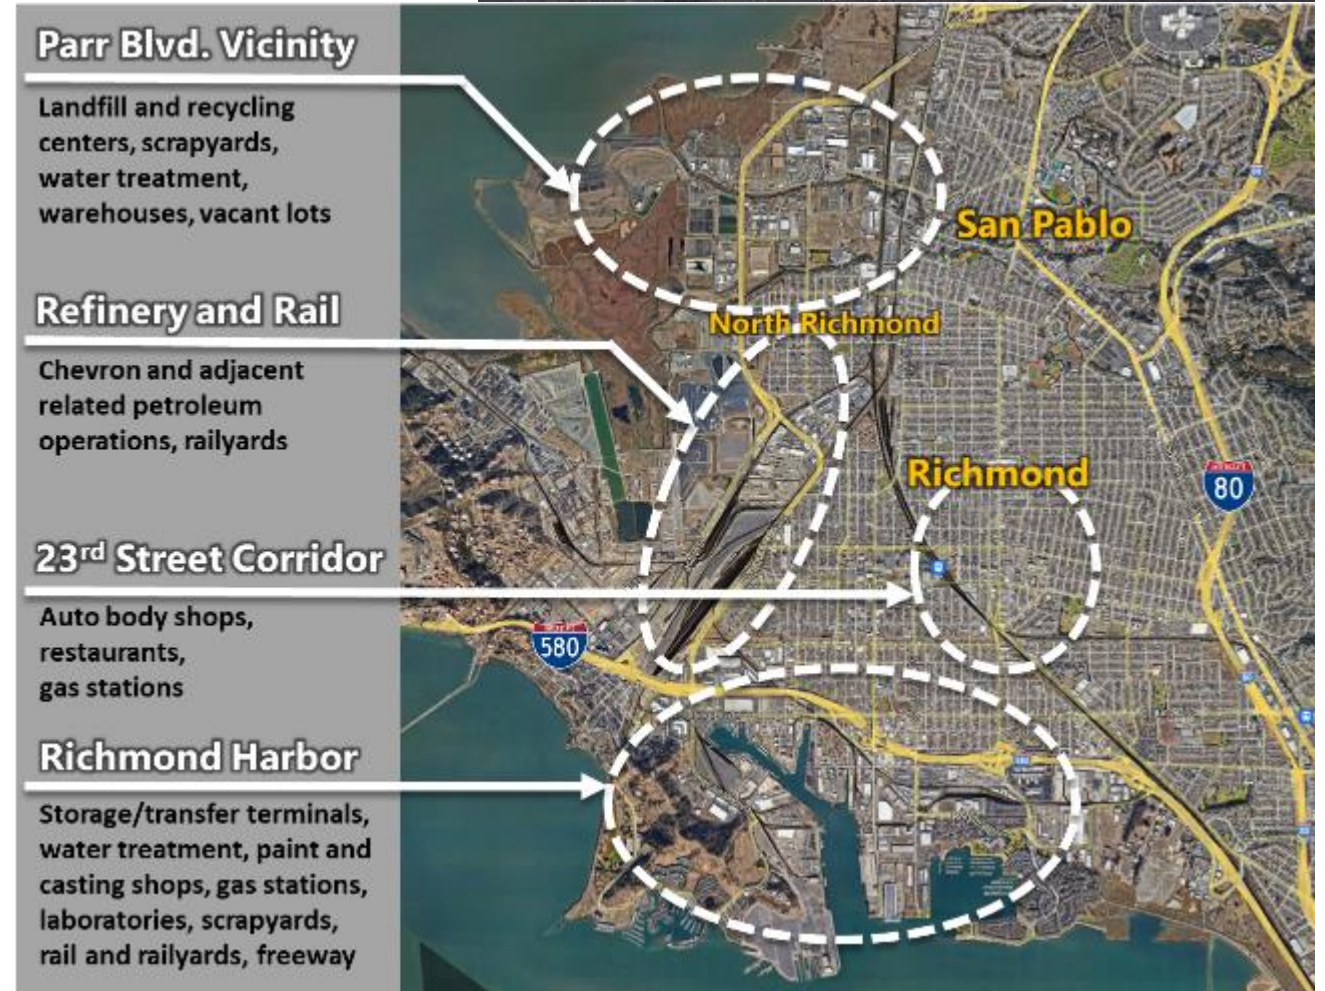 Parr Blvd. Vicinity
Landfill and recycling
centers, scrapyards,
water treatment,
warehouses, vacant lots
Refinery and Rail
Chevron and adjacent
related petroleum
operations, railyards
23rd Street Corridor
Auto body shops,
restaurants,
gas stations
Richmond Harbor
Storage/transfer terminals,
water treatment, paint and
casting shops, gas stations,
laboratories, scrapyards,
rail and railyards, freeway
San Pablo
North Richmond
Richmond
80
580